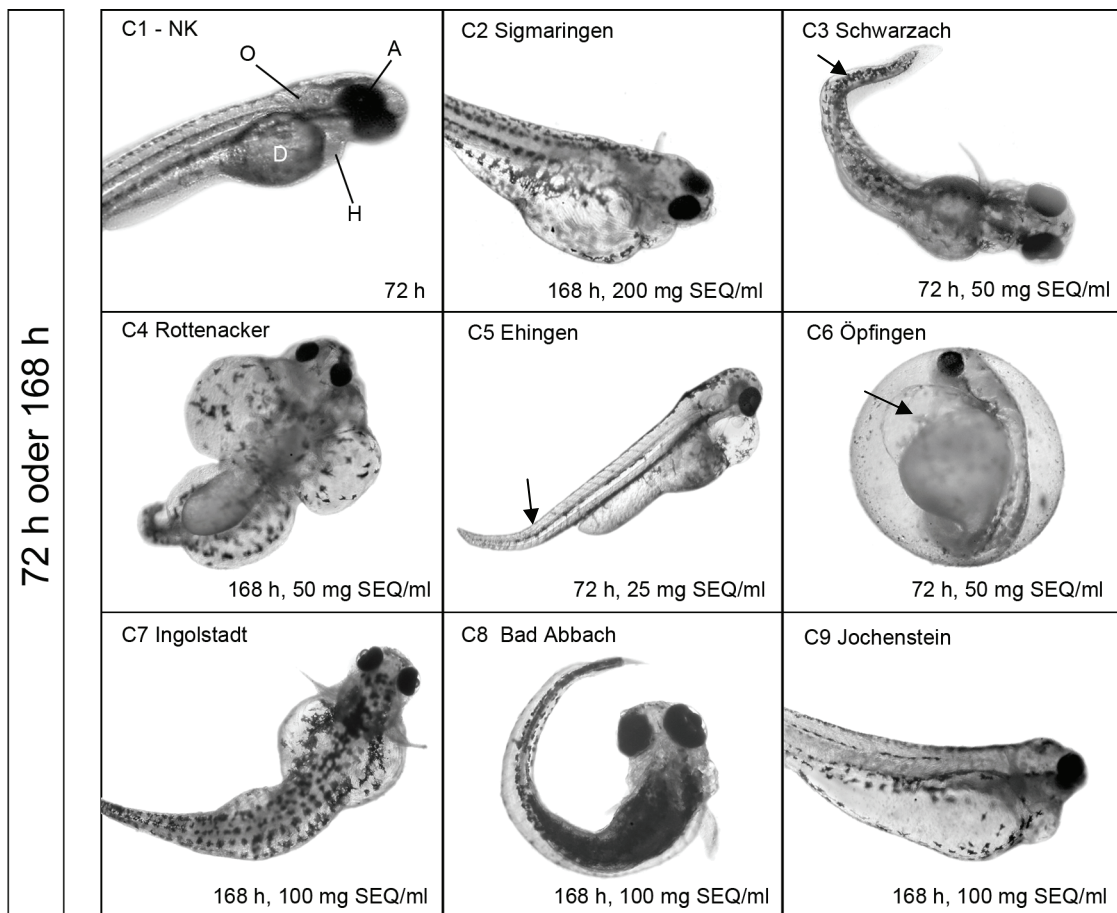 72 h oder 168 h
C1 - NK
O
A
D
H
72 h
C2 Sigmaringen
168 h, 200 mg SEQ/ml
C3 Schwarzach
72 h, 50 mg SEQ/ml
C4 Rottenacker
168 h, 50 mg SEQ/ml
C5 Ehingen
72 h, 25 mg SEQ/ml
C6 Öpfingen
72 h, 50 mg SEQ/ml
C7 Ingolstadt
168 h, 100 mg SEQ/ml
C8 Bad Abbach
168 h, 100 mg SEQ/ml
C9 Jochenstein
168 h, 100 mg SEQ/ml